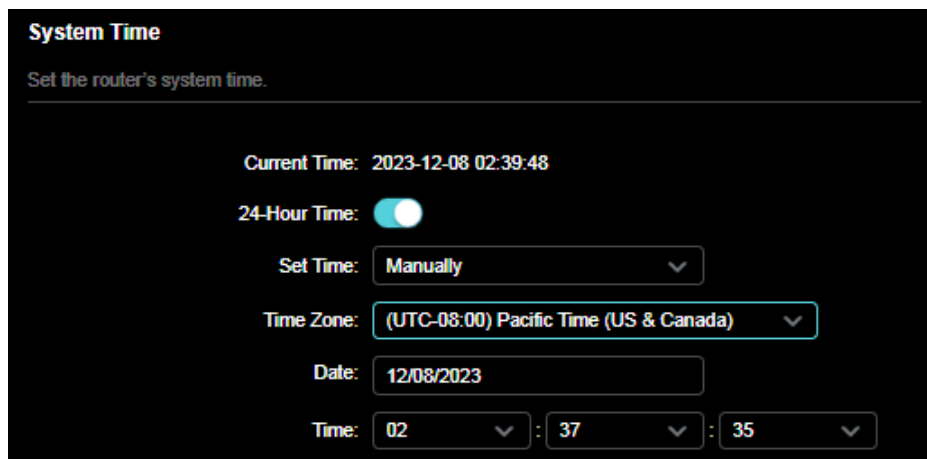 System Time
Set the router's system time.
Current Time: 2023-12-08 02:39:48
24-Hour Time:
Set Time: Manually
Time Zone: (UTC-08:00) Pacific Time (US & Canada)
Date: 12/08/2023
Time: 02 : 37 : 35